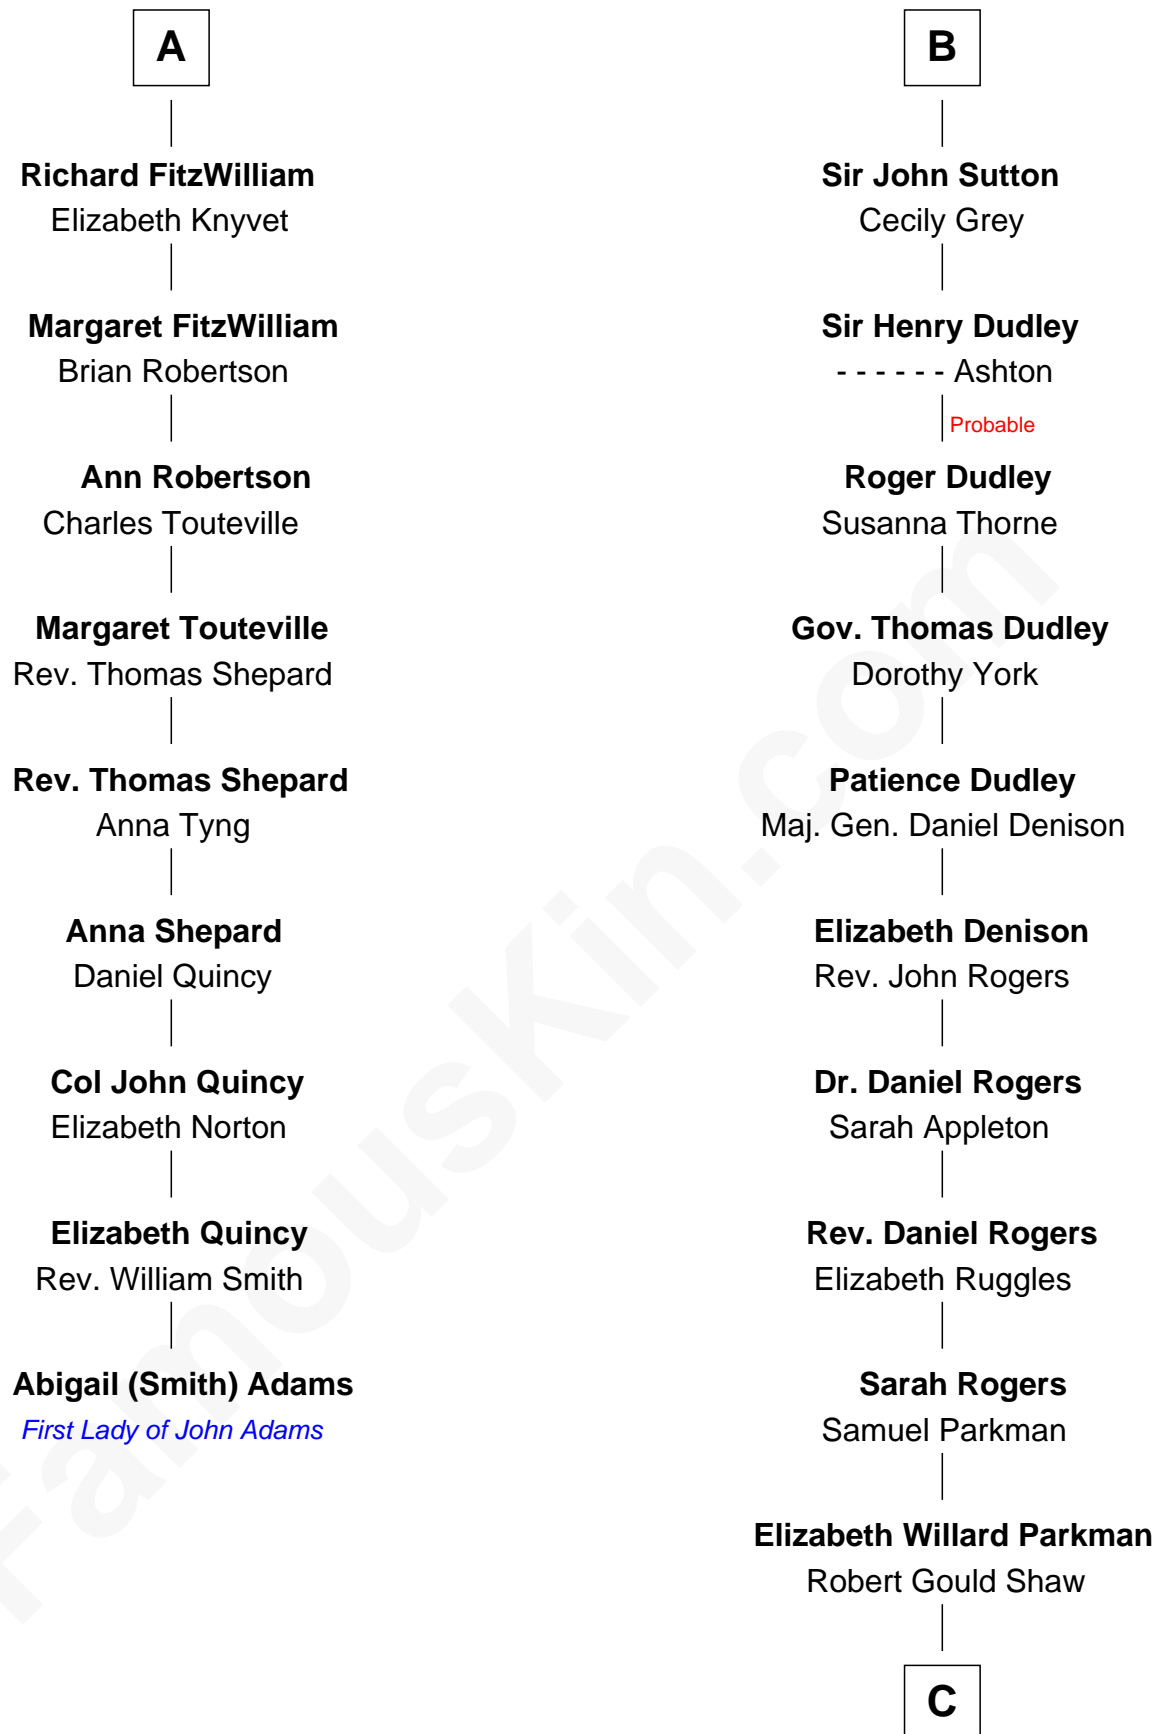 A
Richard FitzWilliam
Elizabeth Knyvet
Margaret FitzWilliam
Brian Robertson
Ann Robertson
Charles Touteville
Margaret Touteville
Rev. Thomas Shepard
Rev. Thomas Shepard
Anna Tyng
Anna Shepard
Daniel Quincy
Col John Quincy
Elizabeth Norton
Elizabeth Quincy
Rev. William Smith
Abigail (Smith) Adams
First Lady of John Adams
B
Sir John Sutton
Cecily Grey
Sir Henry Dudley
- - - - - - Ashton
Probable
Roger Dudley
Susanna Thorne
Gov. Thomas Dudley
Dorothy York
Patience Dudley
Maj. Gen. Daniel Denison
Elizabeth Denison
Rev. John Rogers
Dr. Daniel Rogers
Sarah Appleton
Rev. Daniel Rogers
Elizabeth Ruggles
Sarah Rogers
Samuel Parkman
Elizabeth Willard Parkman
Robert Gould Shaw
C
FamousKin.com